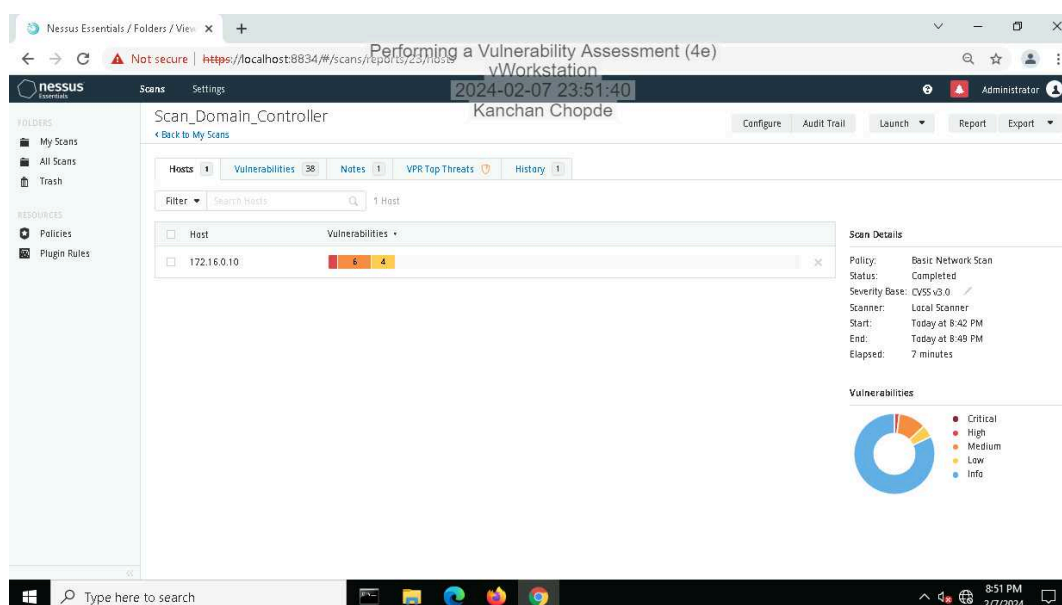 Nessus Essentials / Folders / View
Not secure | https://localhost:8834/#/scans/reports/23/hosts
Performing a Vulnerability Assessment (4e)
vWorkstation
2024-02-07 23:51:40
Kanchan Chopde
nessus
Essentials
Scans Settings
Administrator
FOLDERS
My Scans
All Scans
Trash
RESOURCES
Policies
Plugin Rules
Scan_Domain_Controller
Back to My Scans
Configure Audit Trail Launch Report Export
Hosts 1 Vulnerabilities 38 Notes 1 VPR Top Threats History 1
Filter Search Hosts 1 Host
Host Vulnerabilities
172.16.0.10 6 4
Scan Details
Policy: Basic Network Scan
Status: Completed
Severity Base: CVSS v3.0
Scanner: Local Scanner
Start: Today at 8:42 PM
End: Today at 8:49 PM
Elapsed: 7 minutes
Vulnerabilities
Critical
High
Medium
Low
Info
Type here to search
8:51 PM
2/7/2024